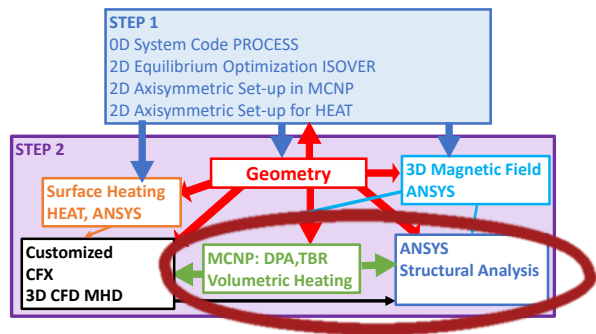 STEP 1
0D System Code PROCESS
2D Equilibrium Optimization ISOVER
2D Axisymmetric Set-up in MCNP
2D Axisymmetric Set-up for HEAT
STEP 2
Geometry
3D Magnetic Field
ANSYS
Surface Heating
HEAT, ANSYS
Customized
CFX
3D CFD MHD
MCNP: DPA,TBR
Volumetric Heating
ANSYS
Structural Analysis